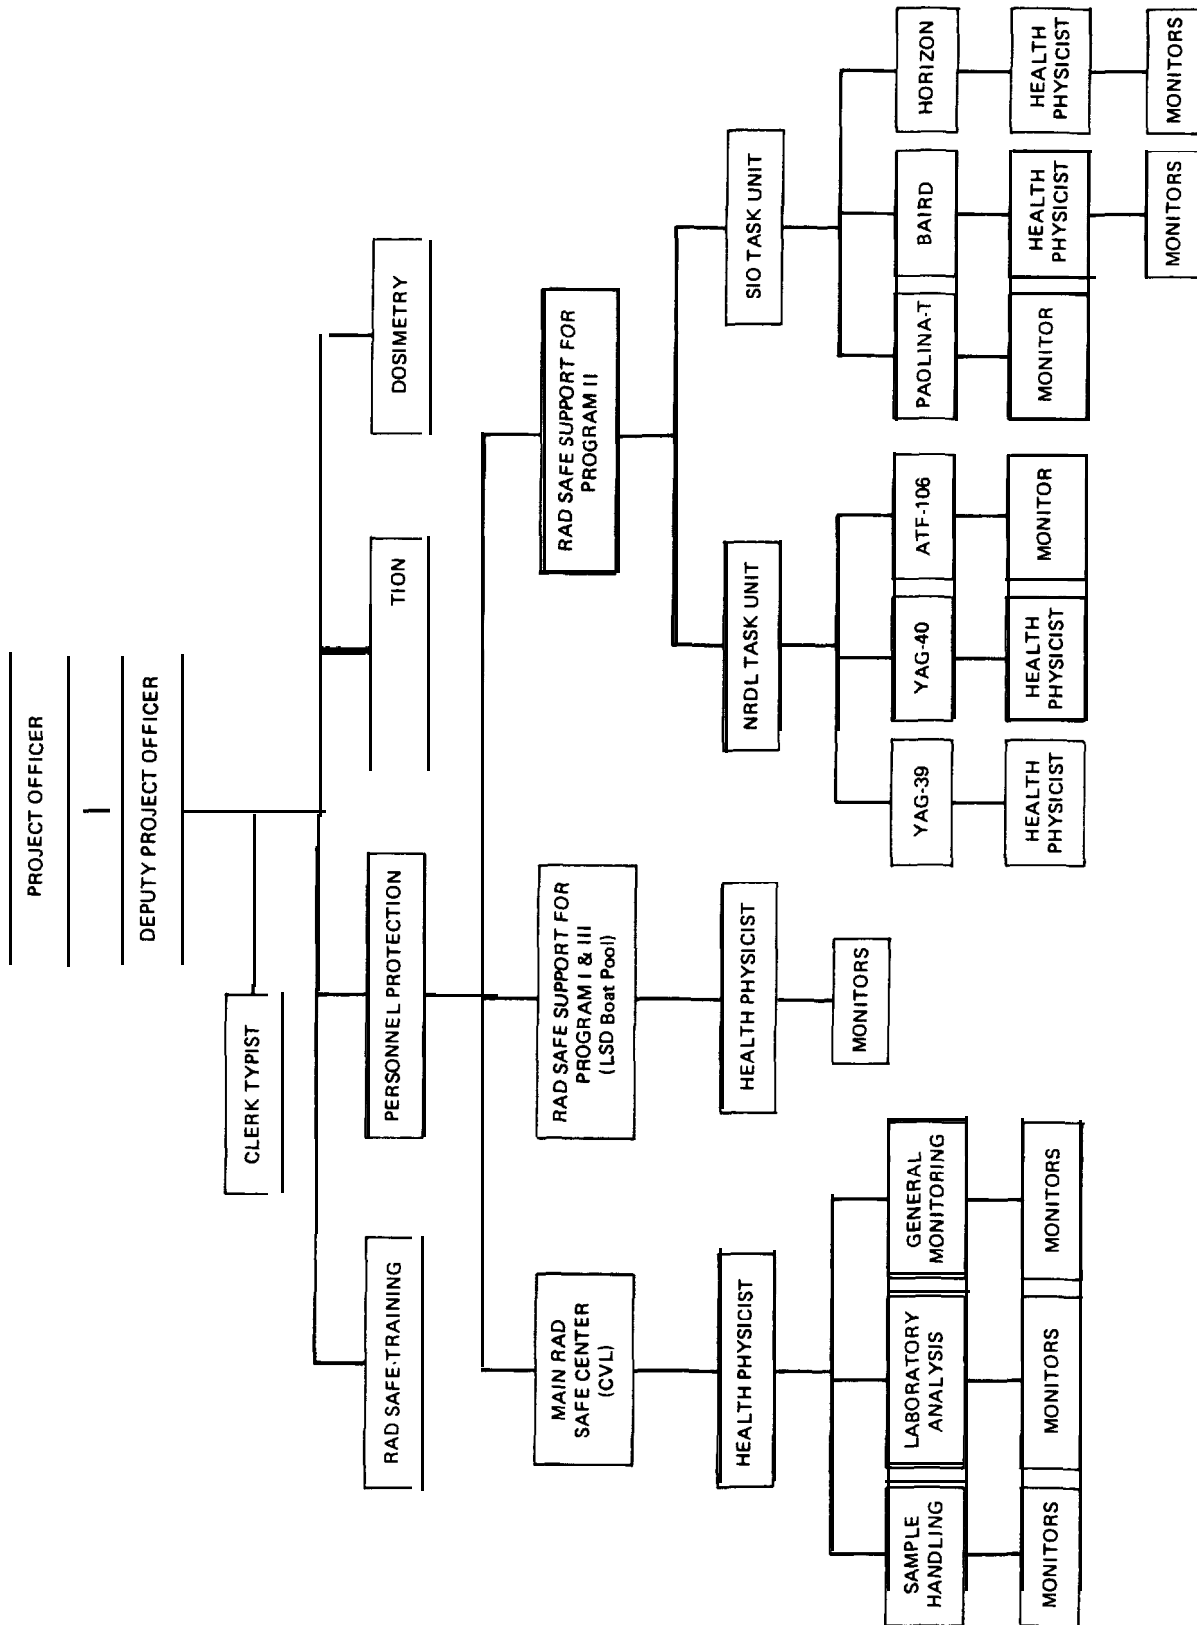 PROJECT OFFICER
DEPUTY PROJECT OFFICER
CLERK TYPIST
RAD SAFE-TRAINING
PERSONNEL PROTECTION
TION
DOSIMETRY
MAIN RAD
SAFE CENTER
(CVL)
RAD SAFE SUPPORT FOR
PROGRAM I & III
(LSD Boat Pool)
RAD SAFE SUPPORT FOR
PROGRAM II
HEALTH PHYSICIST
HEALTH PHYSICIST
NRDL TASK UNIT
SIO TASK UNIT
SAMPLE
HANDLING
LABORATORY
ANALYSIS
GENERAL
MONITORING
MONITORS
YAG-39
YAG-40
ATF-106
PAOLINA-T
BAIRD
HORIZON
MONITORS
MONITORS
MONITORS
HEALTH
PHYSICIST
HEALTH
PHYSICIST
MONITOR
MONITOR
HEALTH
PHYSICIST
HEALTH
PHYSICIST
MONITORS
MONITORS